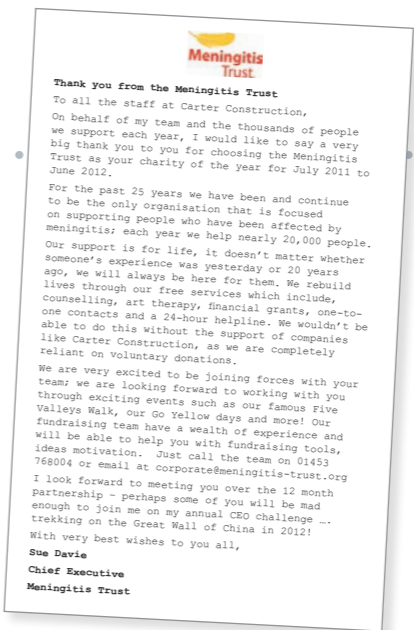 Meningitis
Trust
Thank you from the Meningitis Trust
To all the staff at Carter Construction,
On behalf of my team and the thousands of people
we support each year, I would like to say a very
big thank you to you for choosing the Meningitis
Trust as your charity of the year for July 2011 to
June 2012.
For the past 25 years we have been and continue
to be the only organisation that is focused
on supporting people who have been affected by
meningitis; each year we help nearly 20,000 people.
Our support is for life, it doesn't matter whether
someone's experience was yesterday or 20 years
ago, we will always be here for them. We rebuild
lives through our free services which include,
counselling, art therapy, financial grants, one-to-
one contacts and a 24-hour helpline. We wouldn't be
able to do this without the support of companies
like Carter Construction, as we are completely
reliant on voluntary donations.
We are very excited to be joining forces with your
team; we are looking forward to working with you
through exciting events such as our famous Five
Valleys Walk, our Go Yellow days and more! Our
fundraising team have a wealth of experience and
will be able to help you with fundraising tools,
ideas motivation. Just call the team on 01453
768004 or email at corporate@meningitis-trust.org
I look forward to meeting you over the 12 month
partnership - perhaps some of you will be mad
enough to join me on my annual CEO challenge ….
trekking on the Great Wall of China in 2012!
With very best wishes to you all,
Sue Davie
Chief Executive
Meningitis Trust